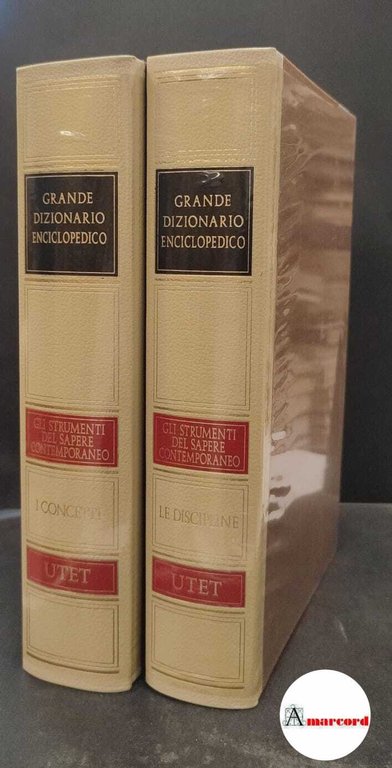 GRANDE
DIZIONARIO
ENCICLOPEDICO
GLI STRUMENTI
DEL SAPERE
CONTEMPORANEO
I CONCETTI
UTET
GRANDE
DIZIONARIO
ENCICLOPEDICO
GLI STRUMENTI
DEL SAPERE
CONTEMPORANEO
LE DISCIPLINE
UTET
Amarcord